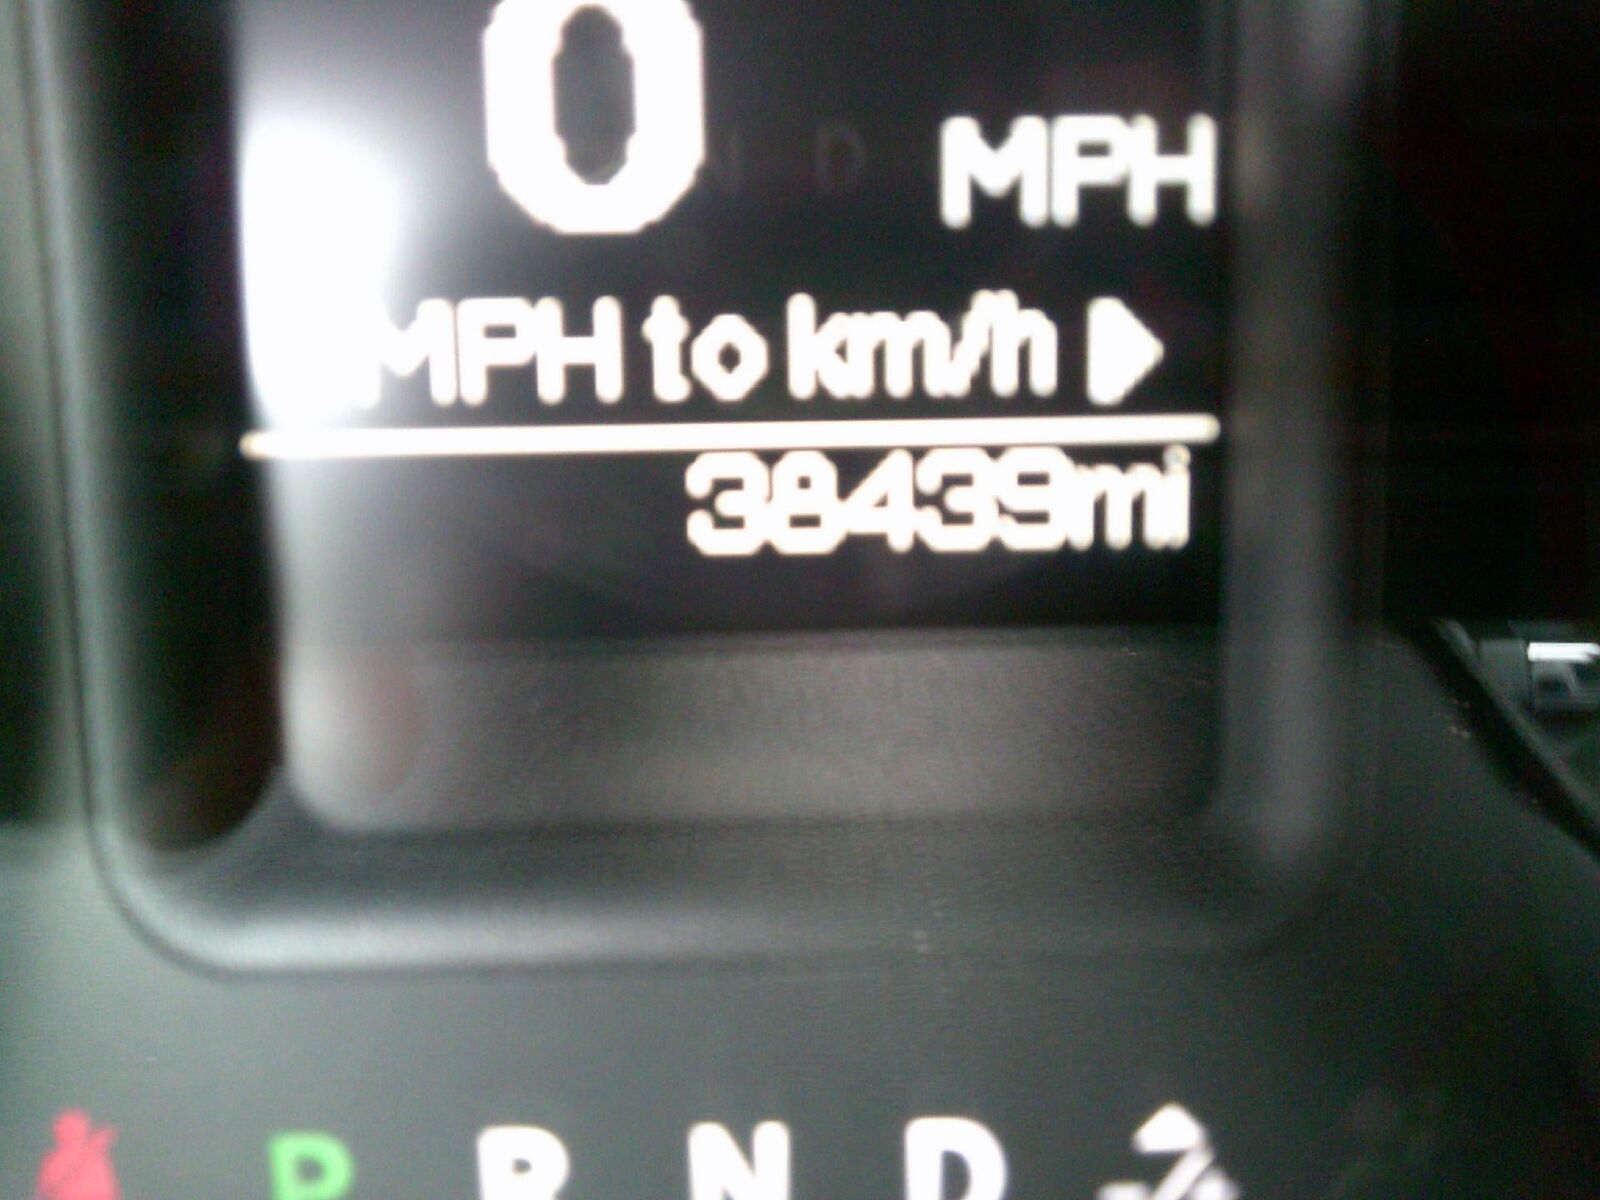 0 MPH
MPH to km/h
38439mi
P R N D